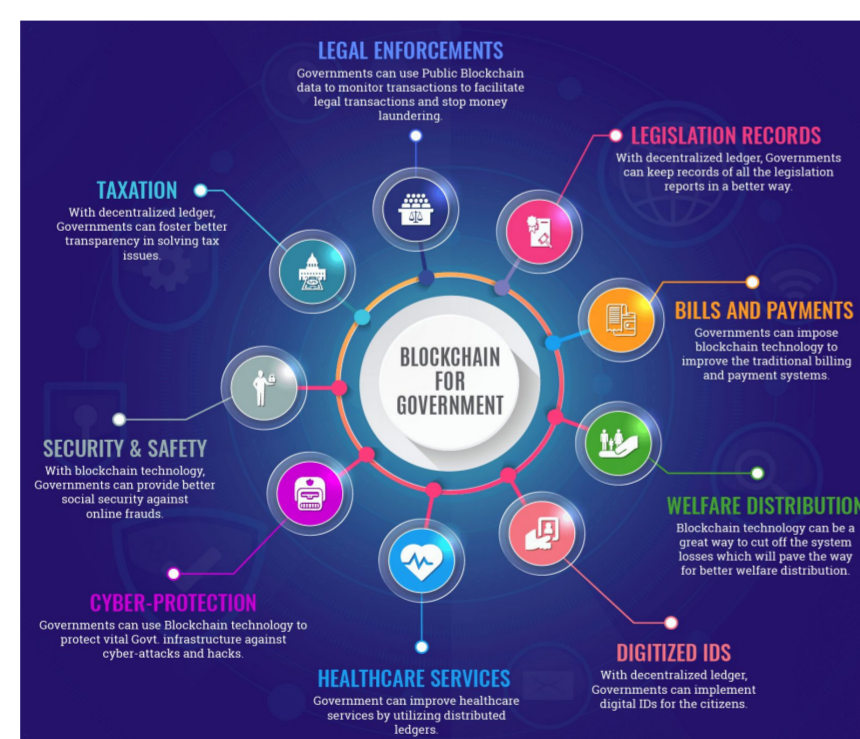 LEGAL ENFORCEMENTS
Governments can use Public Blockchain
data to monitor transactions to facilitate
legal transactions and stop money
laundering.
LEGISLATION RECORDS
With decentralized ledger, Governments
can keep records of all the legislation
reports in a better way.
TAXATION
With decentralized ledger,
Governments can foster better
transparency in solving tax
issues.
BILLS AND PAYMENTS
Governments can impose
blockchain technology to
improve the traditional billing
and payment systems.
BLOCKCHAIN
FOR
GOVERNMENT
SECURITY & SAFETY
With blockchain technology,
Governments can provide better
social security against
online frauds.
WELFARE DISTRIBUTION
Blockchain technology can be a
great way to cut off the system
losses which will pave the way
for better welfare distribution.
CYBER-PROTECTION
Governments can use Blockchain technology to
protect vital Govt. infrastructure against
cyber-attacks and hacks.
DIGITIZED IDS
With decentralized ledger,
Governments can implement
digital IDs for the citizens.
HEALTHCARE SERVICES
Government can improve healthcare
services by utilizing distributed
ledgers.